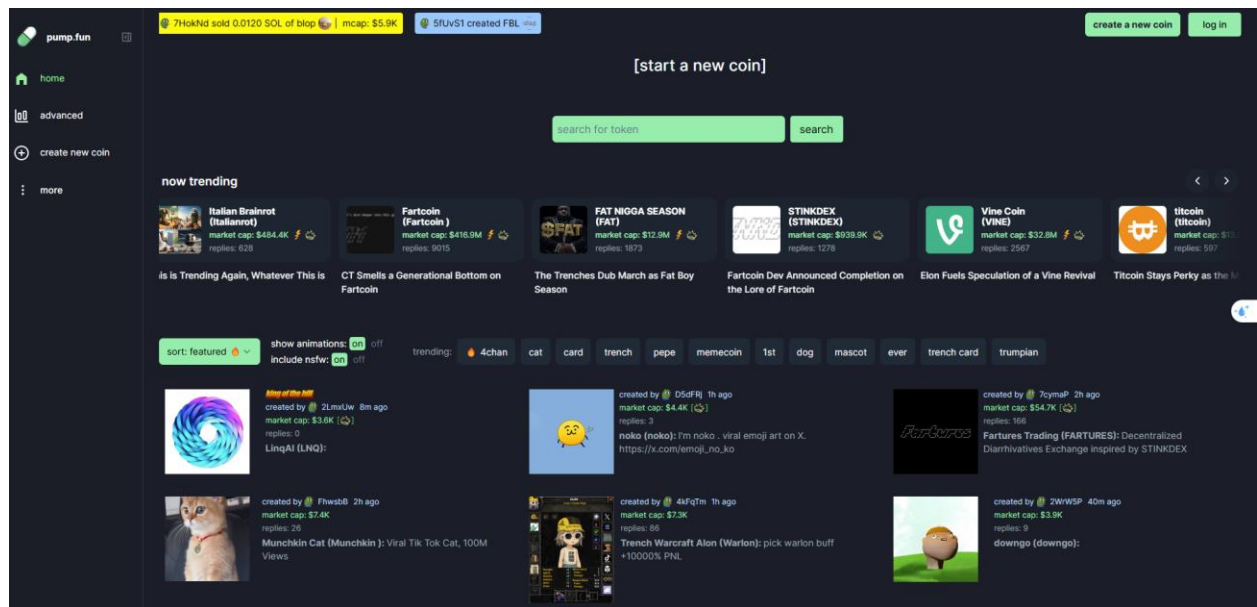 pump.fun
home
advanced
create new coin
more
7HokNd sold 0.0120 SOL of blop | mcap: $5.9K
5fUvS1 created FBL
create a new coin
log in
[start a new coin]
search for token
search
now trending
Italian Brainrot
(Italianrot)
market cap: $484.4K
replies: 628
is is Trending Again, Whatever This is
Fartcoin
(Fartcoin )
market cap: $416.9M
replies: 9015
CT Smells a Generational Bottom on
Fartcoin
$FAT
FAT NIGGA SEASON
(FAT)
market cap: $12.9M
replies: 1873
The Trenches Dub March as Fat Boy
Season
STINKDEX
(STINKDEX)
market cap: $939.9K
replies: 1278
Fartcoin Dev Announced Completion on
the Lore of Fartcoin
Vine Coin
(VINE)
market cap: $32.8M
replies: 2567
Elon Fuels Speculation of a Vine Revival
titcoin
(titcoin)
market cap: $13.
replies: 597
Titcoin Stays Perky as the M
sort: featured
show animations: on off
include nsfw: on off
trending: 4chan cat card trench pepe memecoin 1st dog mascot ever trench card trumpian
king of the hill
created by 2LmxUw 8m ago
market cap: $3.6K
replies: 0
LinqAI (LNQ):
created by D5dFRj 1h ago
market cap: $4.4K
replies: 3
noko (noko): I'm noko . viral emoji art on X.
https://x.com/emoji_no_ko
Fartures
created by 7cymaP 2h ago
market cap: $54.7K
replies: 166
Fartures Trading (FARTURES): Decentralized
Diarrhivatives Exchange inspired by STINKDEX
created by FhwsbB 2h ago
market cap: $7.4K
replies: 26
Munchkin Cat (Munchkin ): Viral Tik Tok Cat, 100M
Views
created by 4kFqTm 1h ago
market cap: $7.3K
replies: 86
Trench Warcraft Alon (Warlon): pick warlon buff
+10000% PNL
created by 2WrW5P 40m ago
market cap: $3.9K
replies: 9
downgo (downgo):